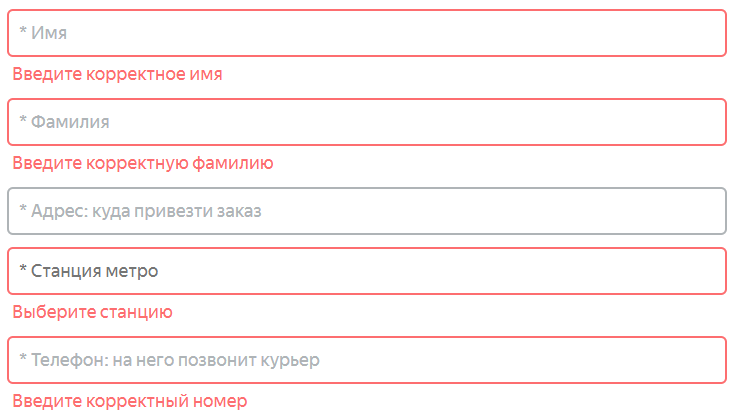 * Имя
Введите корректное имя
* Фамилия
Введите корректную фамилию
* Адрес: куда привезти заказ
* Станция метро
Выберите станцию
* Телефон: на него позвонит курьер
Введите корректный номер